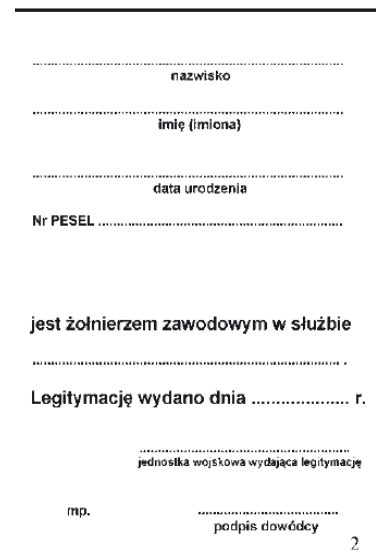 ........................................................
nazwisko
........................................................
imię (imiona)
........................................................
data urodzenia
Nr PESEL ............................................
jest żołnierzem zawodowym w służbie
........................................................ .
Legitymację wydano dnia .................... r.
........................................................
jednostka wojskowa wydająca legitymację
mp. ....................................
podpis dowódcy
2